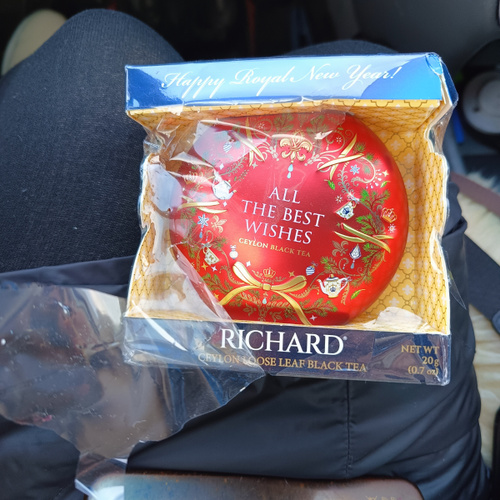 Happy Royal New Year!
ALL
THE BEST
WISHES
CEYLON BLACK TEA
RICHARD®
CEYLON LOOSE LEAF BLACK TEA
NET WT
20g
(0.7 oz)